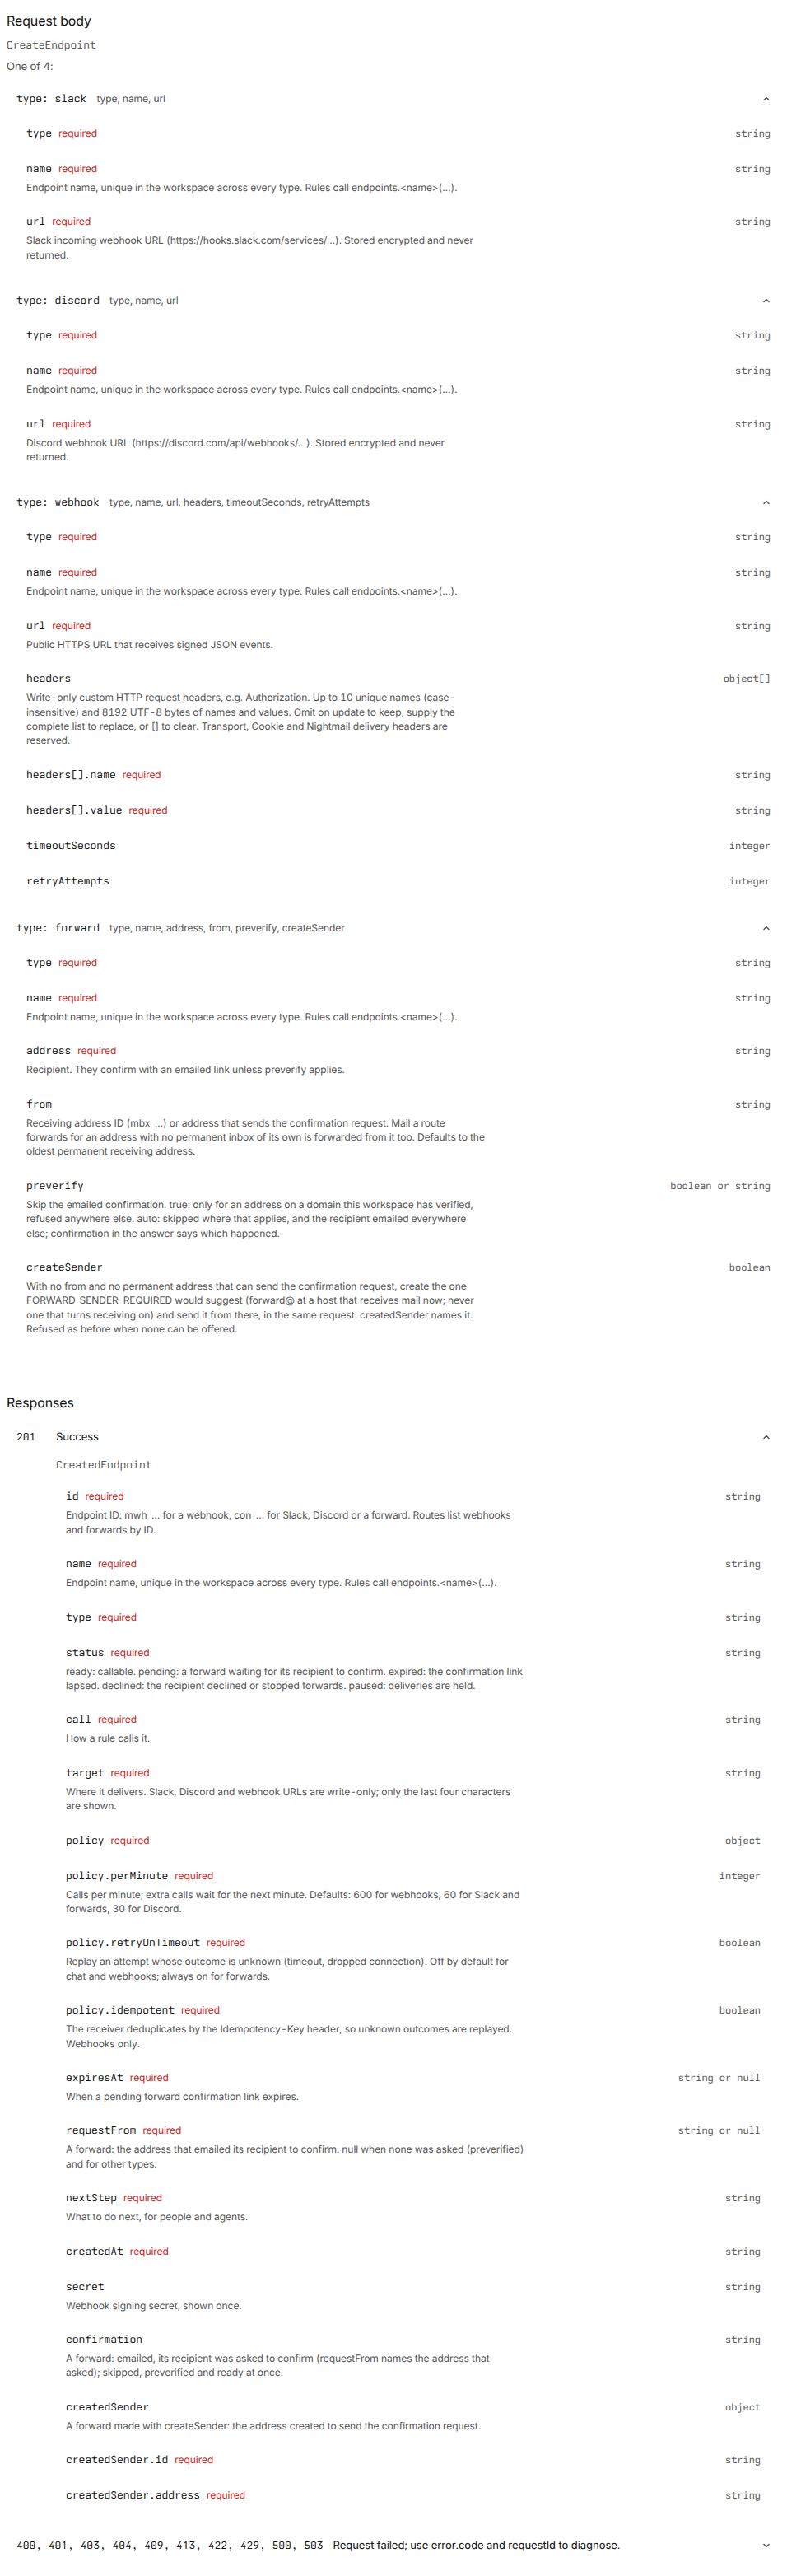 Request body
CreateEndpoint
One of 4:
type: slack type, name, url
type required string
name required string
Endpoint name, unique in the workspace across every type. Rules call endpoints.<name>(...).
url required string
Slack incoming webhook URL (https://hooks.slack.com/services/...). Stored encrypted and never
returned.
type: discord type, name, url
type required string
name required string
Endpoint name, unique in the workspace across every type. Rules call endpoints.<name>(...).
url required string
Discord webhook URL (https://discord.com/api/webhooks/...). Stored encrypted and never
returned.
type: webhook type, name, url, headers, timeoutSeconds, retryAttempts
type required string
name required string
Endpoint name, unique in the workspace across every type. Rules call endpoints.<name>(...).
url required string
Public HTTPS URL that receives signed JSON events.
headers object[]
Write-only custom HTTP request headers, e.g. Authorization. Up to 10 unique names (case-
insensitive) and 8192 UTF-8 bytes of names and values. Omit on update to keep, supply the
complete list to replace, or [] to clear. Transport, Cookie and Nightmail delivery headers are
reserved.
headers[].name required string
headers[].value required string
timeoutSeconds integer
retryAttempts integer
type: forward type, name, address, from, preverify, createSender
type required string
name required string
Endpoint name, unique in the workspace across every type. Rules call endpoints.<name>(...).
address required string
Recipient. They confirm with an emailed link unless preverify applies.
from string
Receiving address ID (mbx_...) or address that sends the confirmation request. Mail a route
forwards for an address with no permanent inbox of its own is forwarded from it too. Defaults to the
oldest permanent receiving address.
preverify boolean or string
Skip the emailed confirmation. true: only for an address on a domain this workspace has verified,
refused anywhere else. auto: skipped where that applies, and the recipient emailed everywhere
else; confirmation in the answer says which happened.
createSender boolean
With no from and no permanent address that can send the confirmation request, create the one
FORWARD_SENDER_REQUIRED would suggest (forward@ at a host that receives mail now; never
one that turns receiving on) and send it from there, in the same request. createdSender names it.
Refused as before when none can be offered.
Responses
201 Success
CreatedEndpoint
id required string
Endpoint ID: mwh_... for a webhook, con_... for Slack, Discord or a forward. Routes list webhooks
and forwards by ID.
name required string
Endpoint name, unique in the workspace across every type. Rules call endpoints.<name>(...).
type required string
status required string
ready: callable. pending: a forward waiting for its recipient to confirm. expired: the confirmation link
lapsed. declined: the recipient declined or stopped forwards. paused: deliveries are held.
call required string
How a rule calls it.
target required string
Where it delivers. Slack, Discord and webhook URLs are write-only; only the last four characters
are shown.
policy required object
policy.perMinute required integer
Calls per minute; extra calls wait for the next minute. Defaults: 600 for webhooks, 60 for Slack and
forwards, 30 for Discord.
policy.retryOnTimeout required boolean
Replay an attempt whose outcome is unknown (timeout, dropped connection). Off by default for
chat and webhooks; always on for forwards.
policy.idempotent required boolean
The receiver deduplicates by the Idempotency-Key header, so unknown outcomes are replayed.
Webhooks only.
expiresAt required string or null
When a pending forward confirmation link expires.
requestFrom required string or null
A forward: the address that emailed its recipient to confirm. null when none was asked (preverified)
and for other types.
nextStep required string
What to do next, for people and agents.
createdAt required string
secret string
Webhook signing secret, shown once.
confirmation string
A forward: emailed, its recipient was asked to confirm (requestFrom names the address that
asked); skipped, preverified and ready at once.
createdSender object
A forward made with createSender: the address created to send the confirmation request.
createdSender.id required string
createdSender.address required string
400, 401, 403, 404, 409, 413, 422, 429, 500, 503 Request failed; use error.code and requestId to diagnose.